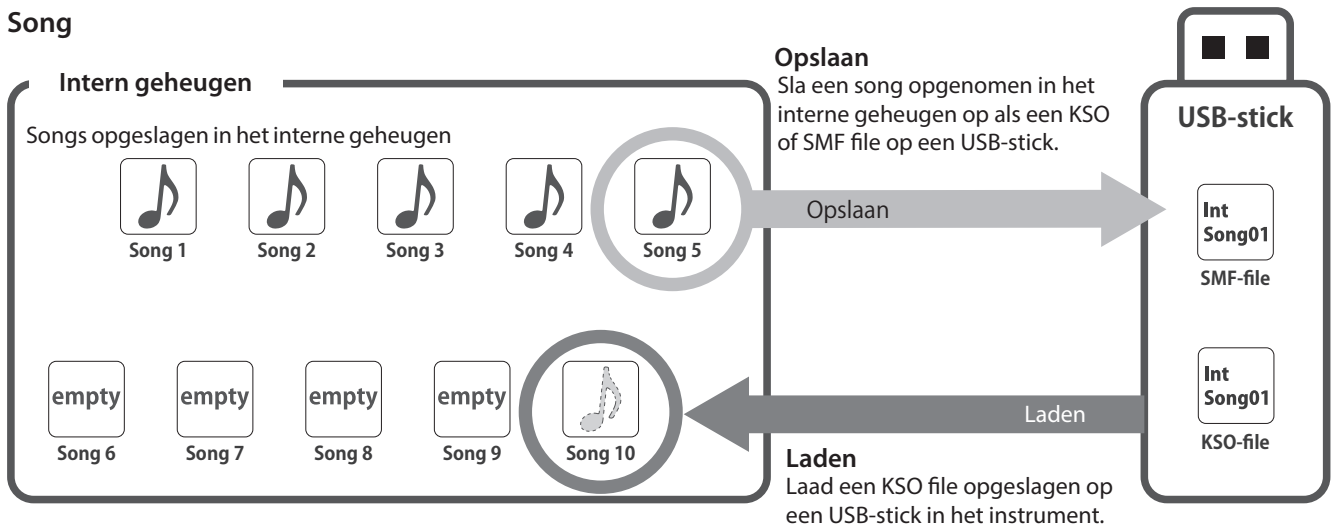 Song
Intern geheugen
Songs opgeslagen in het interne geheugen
Song 1 Song 2 Song 3 Song 4 Song 5
empty empty empty empty
Song 6 Song 7 Song 8 Song 9 Song 10
Opslaan
Sla een song opgenomen in het
interne geheugen op als een KSO
of SMF file op een USB-stick.
Opslaan
Laden
Laden
Laad een KSO file opgeslagen op
een USB-stick in het instrument.
USB-stick
Int
Song01
SMF-file
Int
Song01
KSO-file